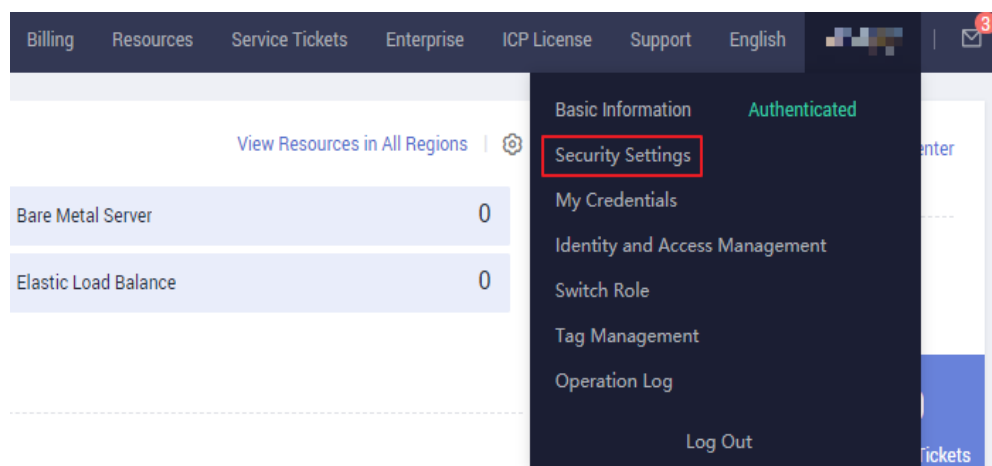 Billing Resources Service Tickets Enterprise ICP License Support English 3
Basic Information Authenticated
View Resources in All Regions
Security Settings
enter
My Credentials
Bare Metal Server 0
Identity and Access Management
Elastic Load Balance 0
Switch Role
Tag Management
Operation Log
Log Out
Tickets